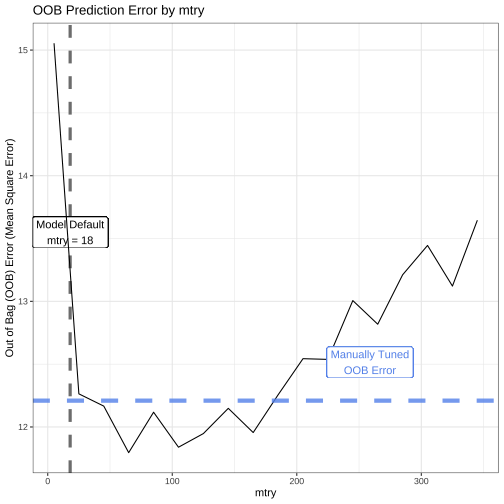 OOB Prediction Error by mtry
Out of Bag (OOB) Error (Mean Square Error)
15
14
13
12
Model Default
mtry = 18
Manually Tuned
OOB Error
0
100
200
300
mtry